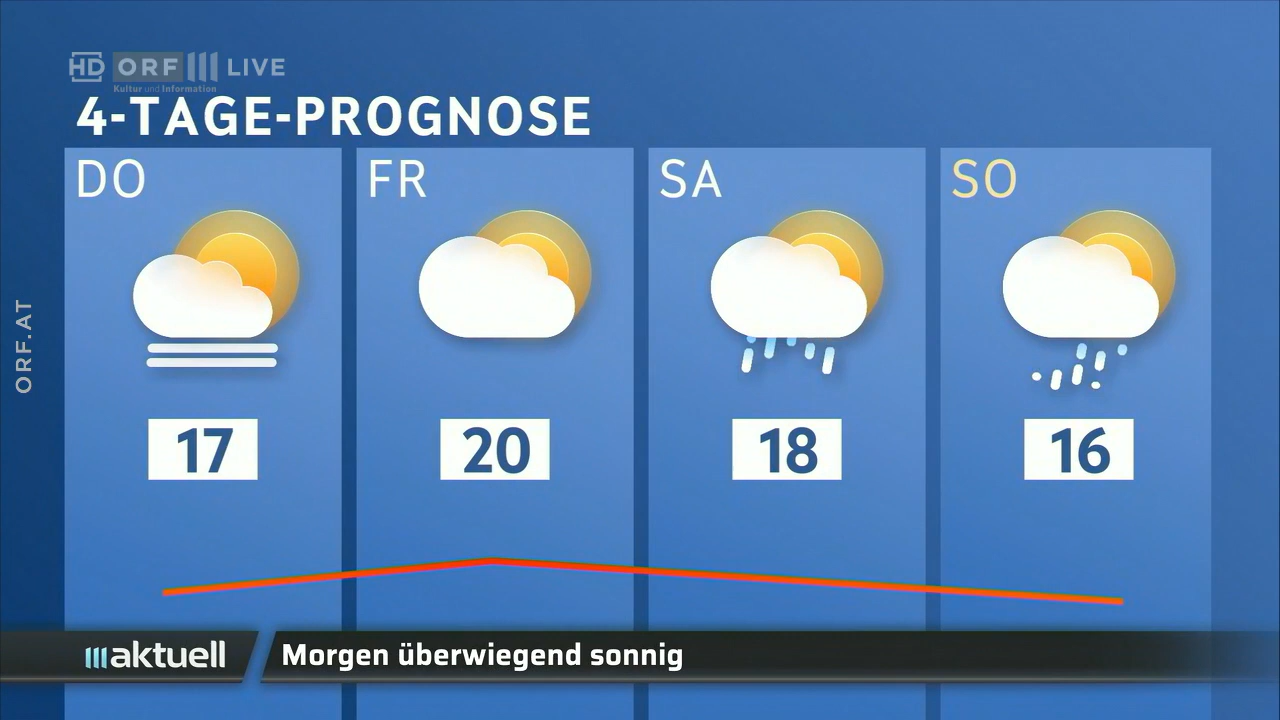 HD ORF III LIVE
Kultur und Information
4-TAGE-PROGNOSE
DO
FR
SA
SO
ORF.AT
17
20
18
16
III aktuell
Morgen überwiegend sonnig